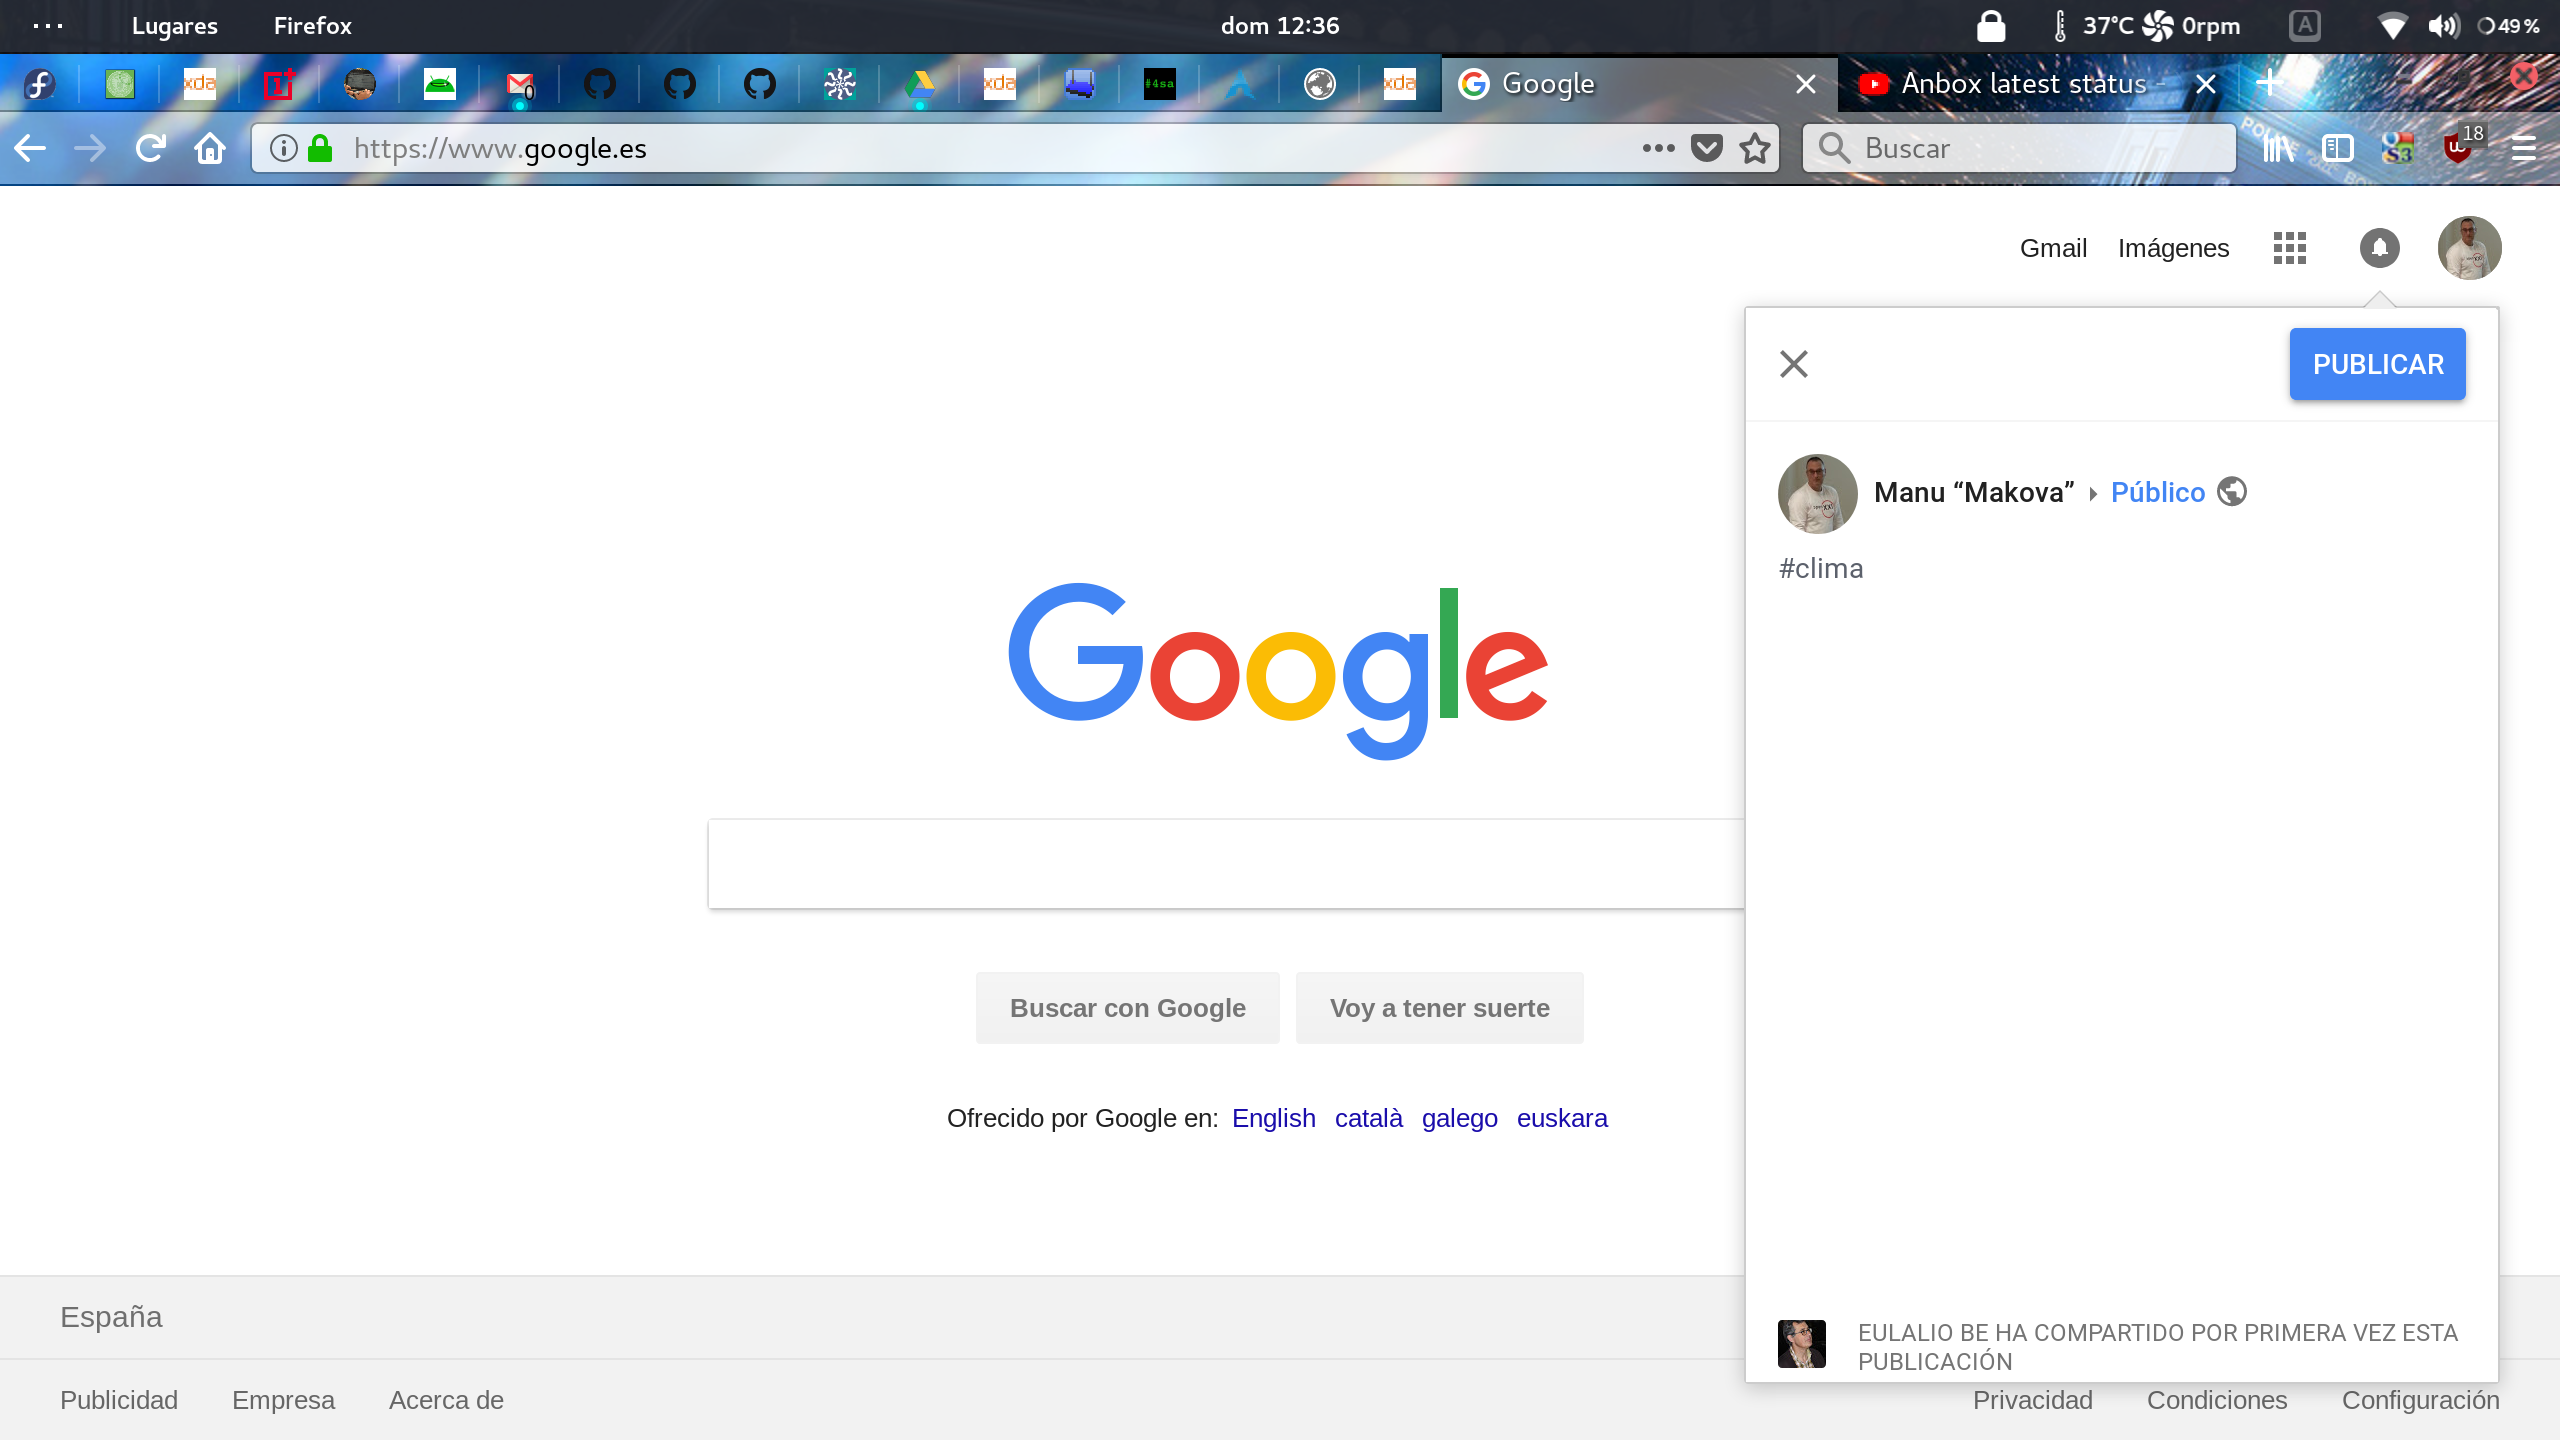 Lugares Firefox dom 12:36 37°C 0rpm A 49%
xda 1+ 0 xda #4sa xda Google Anbox latest status -
https://www.google.es Buscar 18
Gmail Imágenes
PUBLICAR
Manu “Makova” Público
#clima
Google
Buscar con Google Voy a tener suerte
Ofrecido por Google en: English català galego euskara
EULALIO BE HA COMPARTIDO POR PRIMERA VEZ ESTA
PUBLICACIÓN
España
Publicidad Empresa Acerca de Privacidad Condiciones Configuración